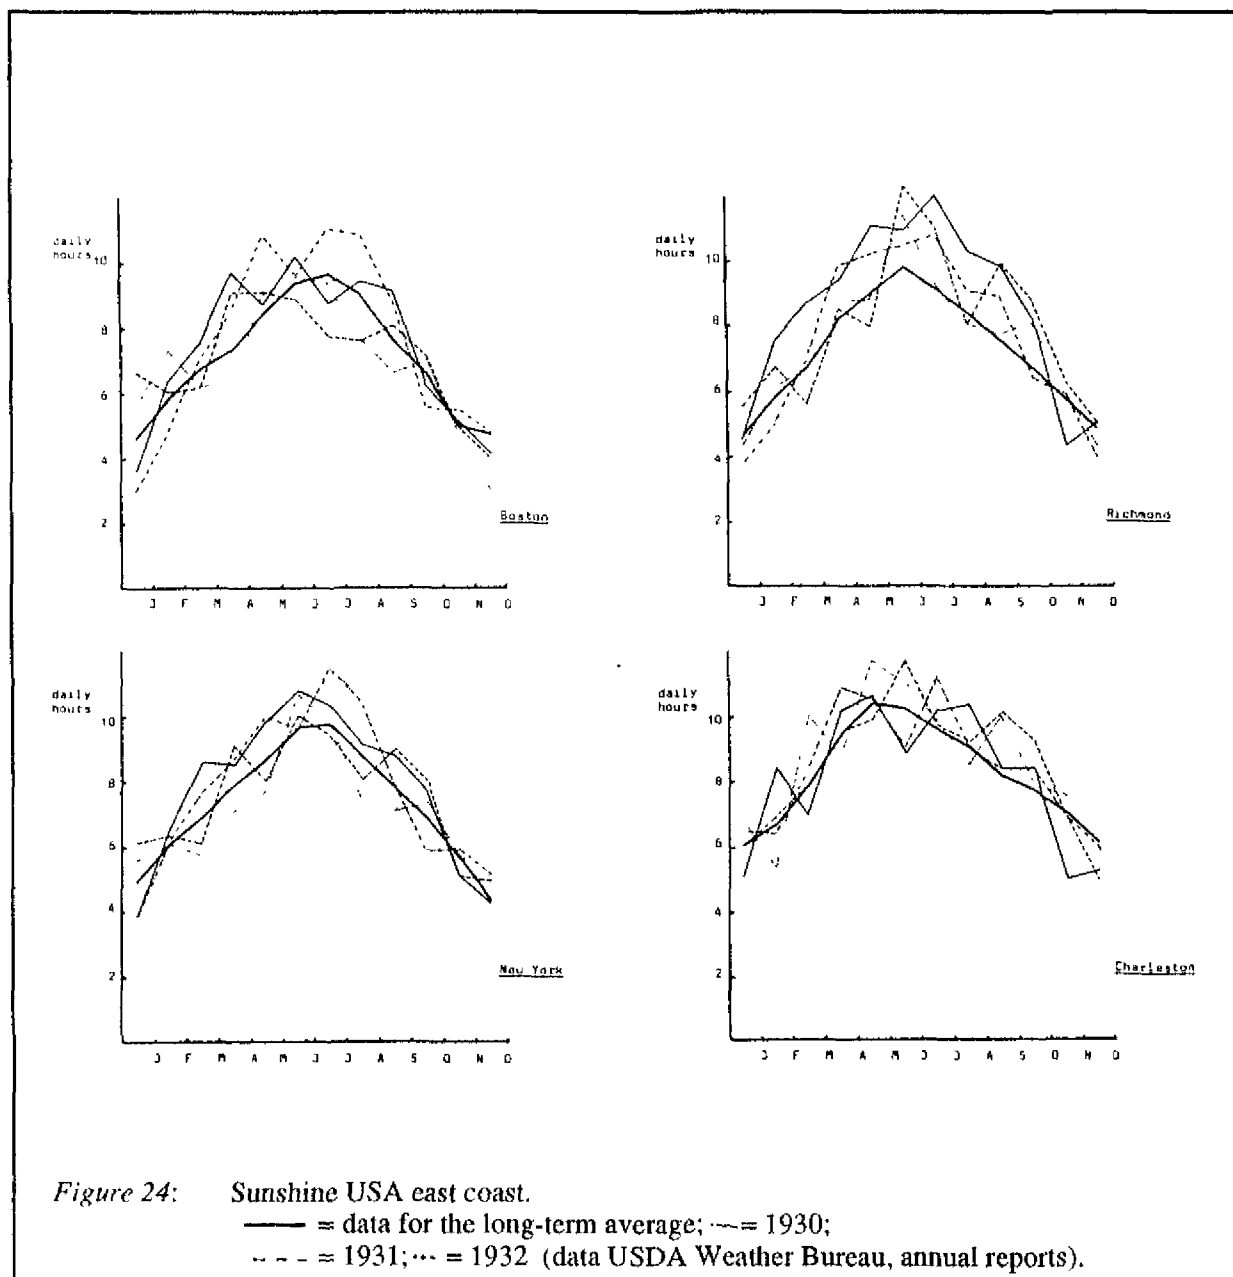 daily
hours
10
8
6
4
2
Boston
J F M A M J J A S O N D
daily
hours
10
8
6
4
2
Richmond
J F M A M J J A S O N D
daily
hours
10
8
6
4
2
New York
J F M A M J J A S O N D
daily
hours
10
8
6
4
2
Charleston
J F M A M J J A S O N D
Figure 24: Sunshine USA east coast.
= data for the long-term average; = 1930;
--- = 1931; ··· = 1932 (data USDA Weather Bureau, annual reports).